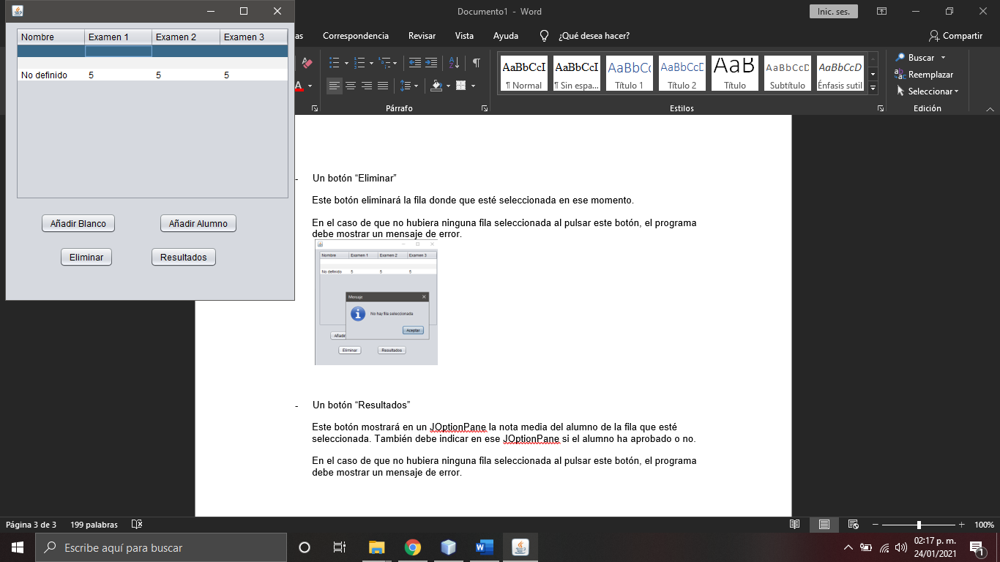 Documento1 - Word
Inic. ses.
as Correspondencia Revisar Vista Ayuda ¿Qué desea hacer? Compartir
Nombre Examen 1 Examen 2 Examen 3
No definido 5 5 5
Añadir Blanco Añadir Alumno
Eliminar Resultados
AaBbCcI AaBbCcI AaBbCc AaBbCcD AaB AaBbCcD AaBbCcD
¶ Normal ¶ Sin espa... Título 1 Título 2 Título Subtítulo Énfasis sutil
Párrafo Estilos Edición
Buscar
Reemplazar
Seleccionar
- Un botón “Eliminar”
Este botón eliminará la fila donde que esté seleccionada en ese momento.
En el caso de que no hubiera ninguna fila seleccionada al pulsar este botón, el programa
debe mostrar un mensaje de error.
Nombre Examen 1 Examen 2 Examen 3
No definido 5 5 5
Mensaje
No hay fila seleccionada
Aceptar
Añadir
Eliminar Resultados
- Un botón “Resultados”
Este botón mostrará en un JOptionPane la nota media del alumno de la fila que esté
seleccionada. También debe indicar en ese JOptionPane si el alumno ha aprobado o no.
En el caso de que no hubiera ninguna fila seleccionada al pulsar este botón, el programa
debe mostrar un mensaje de error.
Página 3 de 3 199 palabras 100%
Escribe aquí para buscar
02:17 p. m.
24/01/2021
1